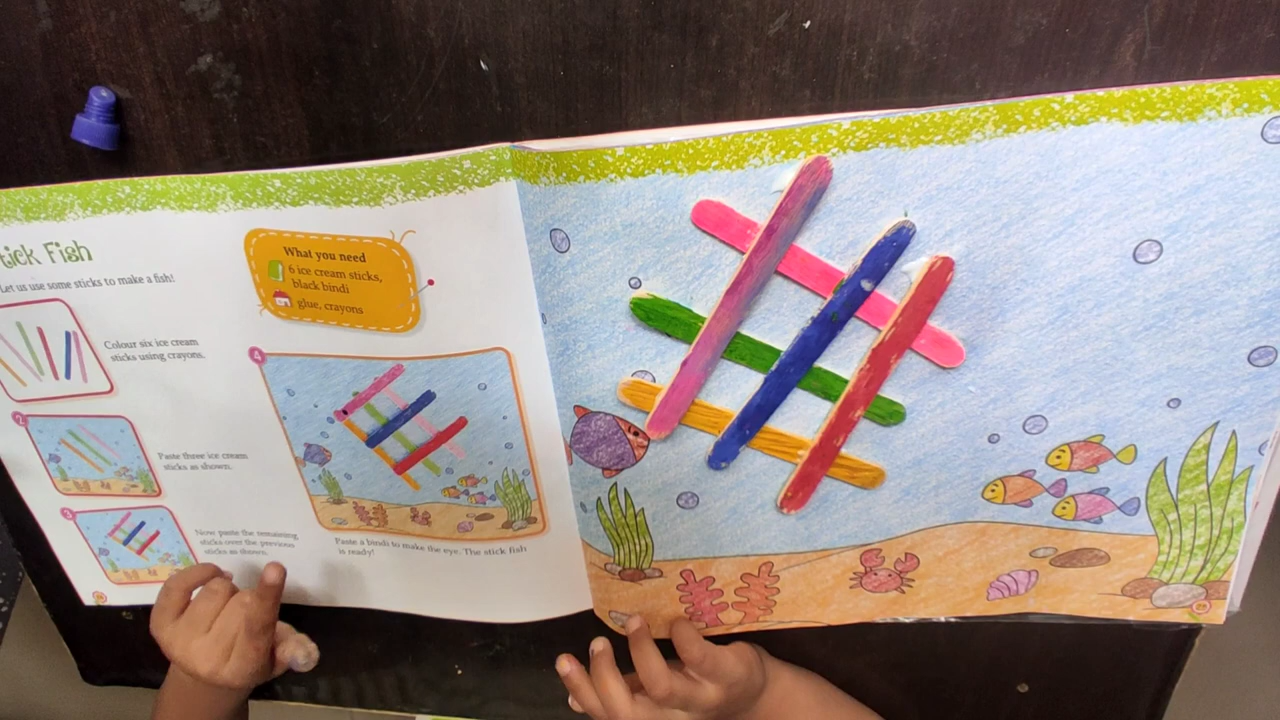 tick Fish
Let us use some sticks to make a fish!
What you need
6 ice cream sticks,
black bindi
glue, crayons
Colour six ice cream
sticks using crayons.
2
Paste three ice cream
sticks as shown.
3
Now paste the remaining
sticks over the previous
sticks as shown.
4
Paste a bindi to make the eye. The stick fish
is ready!